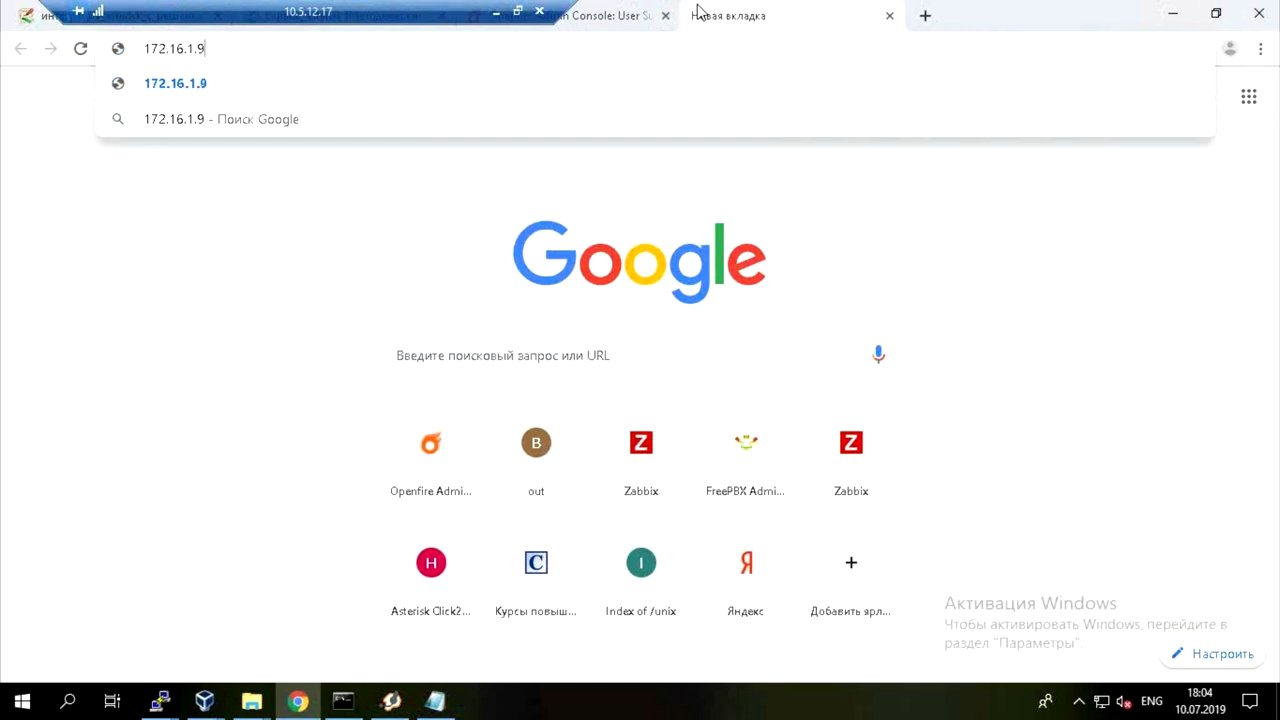 10.5.12.17
Console: User Su
Новая вкладка
172.16.1.9
172.16.1.9
172.16.1.9 - Поиск Google
Google
Введите поисковый запрос или URL
B
Z
Z
Openfire Admi...
out
Zabbix
FreePBX Admi...
Zabbix
H
C
I
Я
Asterisk Click2...
Курсы повыш...
Index of /unix
Яндекс
Добавить ярл...
Активация Windows
Чтобы активировать Windows, перейдите в
раздел "Параметры".
Настроить
ENG
18:04
10.07.2019